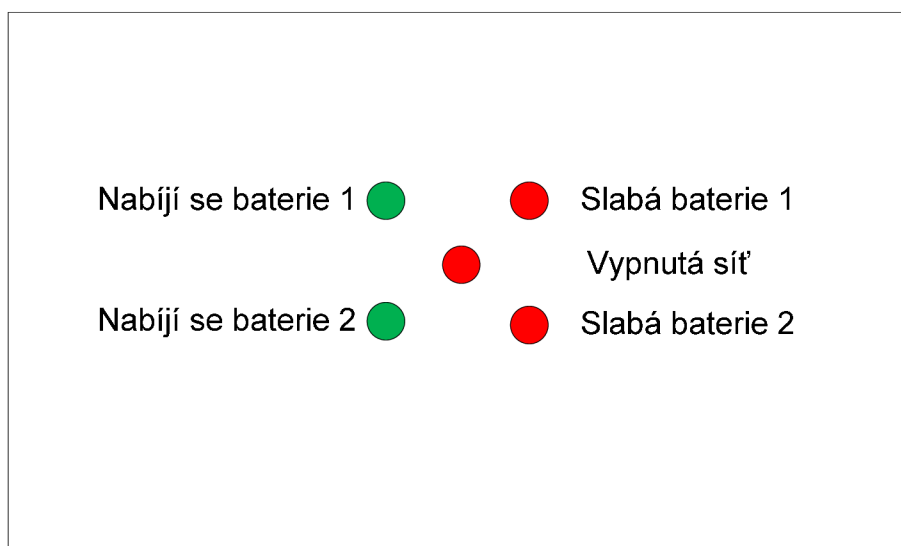 Nabíjí se baterie 1
Slabá baterie 1
Vypnutá síť
Nabíjí se baterie 2
Slabá baterie 2